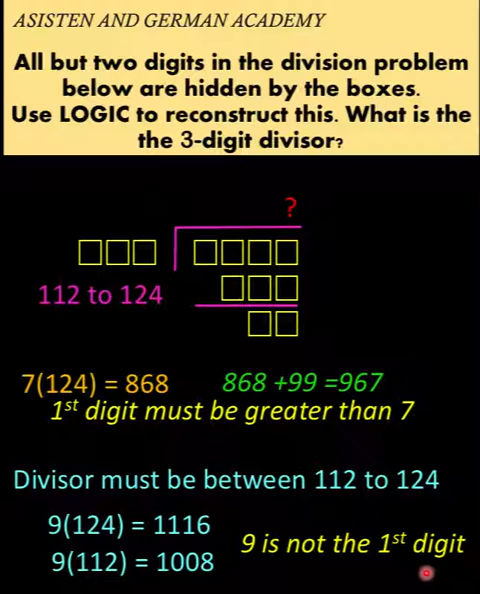 ASISTEN AND GERMAN ACADEMY
All but two digits in the division problem
below are hidden by the boxes.
Use LOGIC to reconstruct this. What is the
the 3-digit divisor?
?
□□□ □□□□
112 to 124 □□□
□□
7(124) = 868 868 +99 =967
1st digit must be greater than 7
Divisor must be between 112 to 124
9(124) = 1116
9 is not the 1st digit
9(112) = 1008